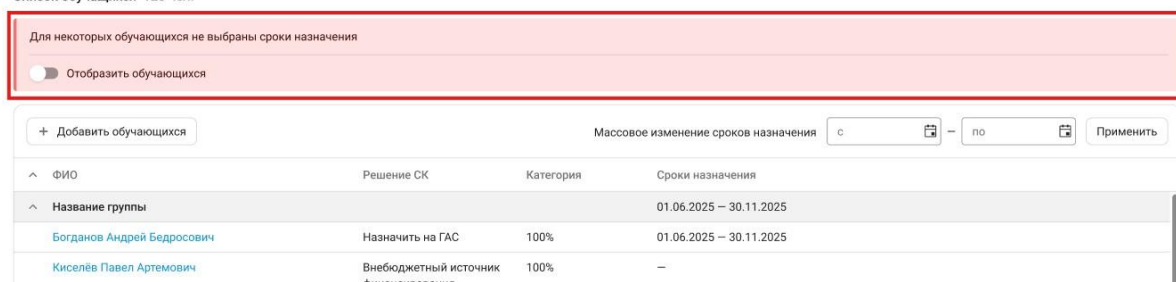 Для некоторых обучающихся не выбраны сроки назначения
Отобразить обучающихся
+ Добавить обучающихся
Массовое изменение сроков назначения с – по Применить
ФИО Решение СК Категория Сроки назначения
Название группы 01.06.2025 — 30.11.2025
Богданов Андрей Бедросович Назначить на ГАС 100% 01.06.2025 — 30.11.2025
Киселёв Павел Артемович Внебюджетный источник 100% —